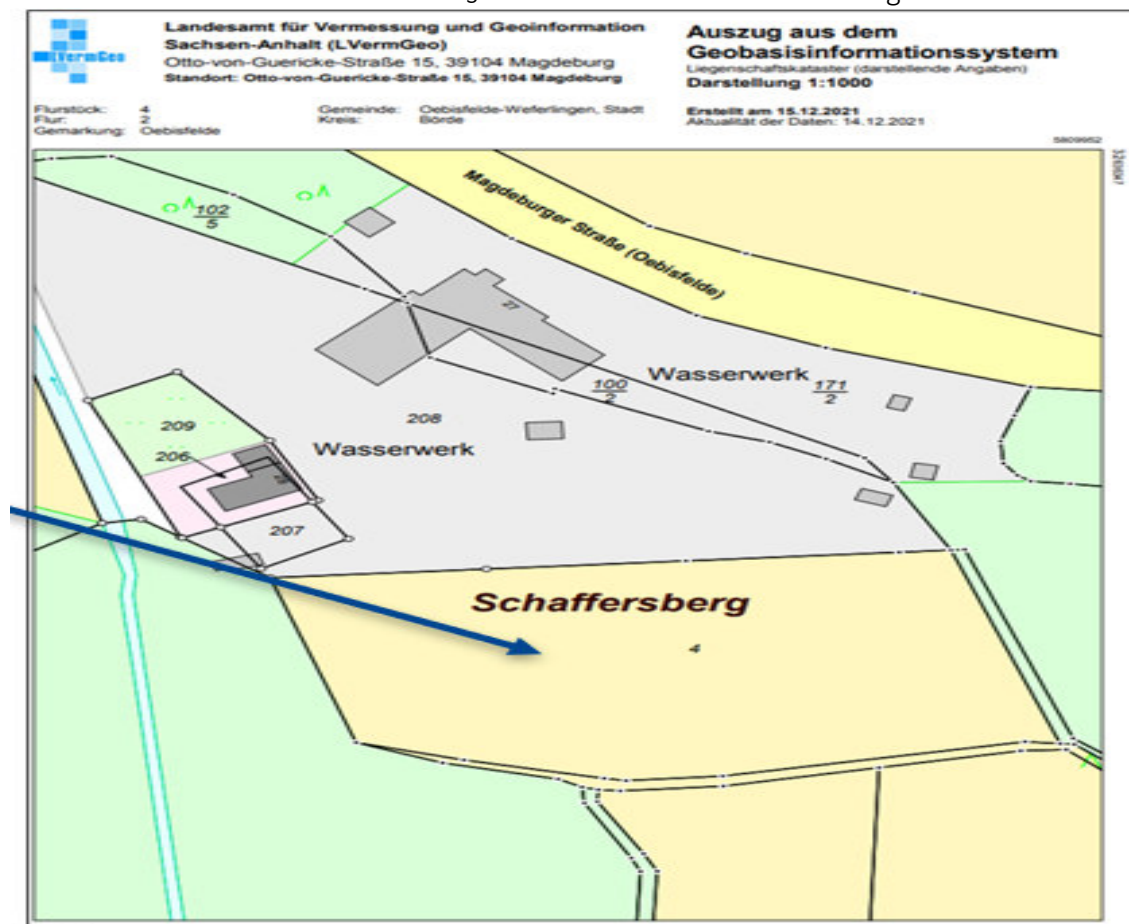 LVermGeo
Landesamt für Vermessung und Geoinformation
Sachsen-Anhalt (LVermGeo)
Otto-von-Guericke-Straße 15, 39104 Magdeburg
Standort: Otto-von-Guericke-Straße 15, 39104 Magdeburg
Auszug aus dem
Geobasisinformationssystem
Liegenschaftskataster (darstellende Angaben)
Darstellung 1:1000
Flurstück: 4
Flur: 2
Gemarkung: Oebisfelde
Gemeinde: Oebisfelde-Weferlingen, Stadt
Kreis: Börde
Erstellt am 15.12.2021
Aktualität der Daten: 14.12.2021
5809952
Magdeburger Straße (Oebisfelde)
102
5
27
Wasserwerk
100
2
171
2
208
209
Wasserwerk
206
207
Schaffersberg
4